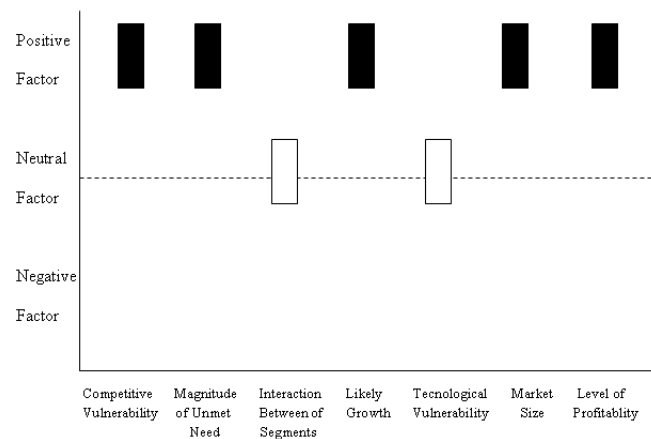 Positive
Factor
Neutral
Factor
Negative
Factor
Competitive
Vulnerability
Magnitude
of Unmet
Need
Interaction
Between of
Segments
Likely
Growth
Tecnological
Vulnerability
Market
Size
Level of
Profitablity